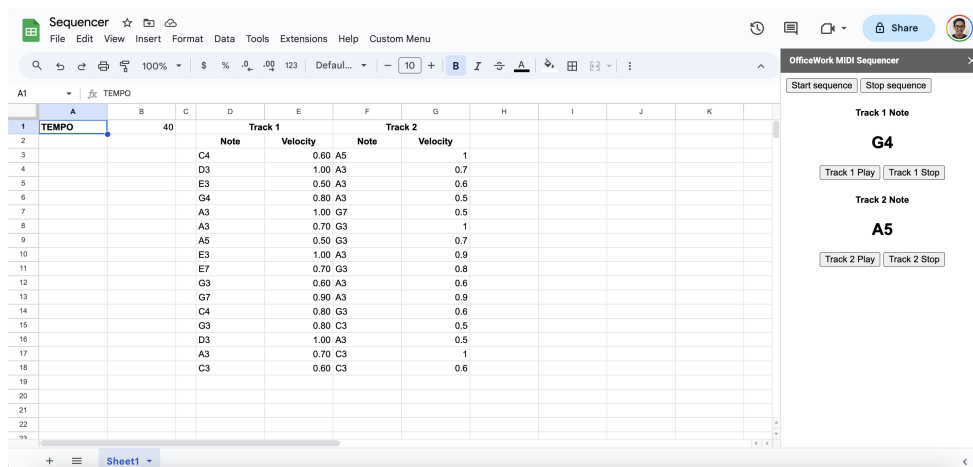 Sequencer
File Edit View Insert Format Data Tools Extensions Help Custom Menu
Share
100% $ % .0 .00 123 Defaul... − 10 + B I A
A1 fx TEMPO
OfficeWork MIDI Sequencer
Start sequence Stop sequence
Track 1 Note
G4
Track 1 Play Track 1 Stop
Track 2 Note
A5
Track 2 Play Track 2 Stop
A B C D E F G H I J K
1 TEMPO 40 Track 1 Track 2
2 Note Velocity Note Velocity
3 C4 0.60 A5 1
4 D3 1.00 A3 0.7
5 E3 0.50 A3 0.6
6 G4 0.80 A3 0.5
7 A3 1.00 G7 0.5
8 A3 0.70 G3 1
9 A5 0.50 G3 0.7
10 E3 1.00 A3 0.9
11 E7 0.70 G3 0.8
12 G3 0.60 A3 0.6
13 G7 0.90 A3 0.9
14 C4 0.80 G3 0.6
15 G3 0.80 C3 0.5
16 D3 1.00 A3 0.5
17 A3 0.70 C3 1
18 C3 0.60 C3 0.6
19
20
21
22
23
Sheet1